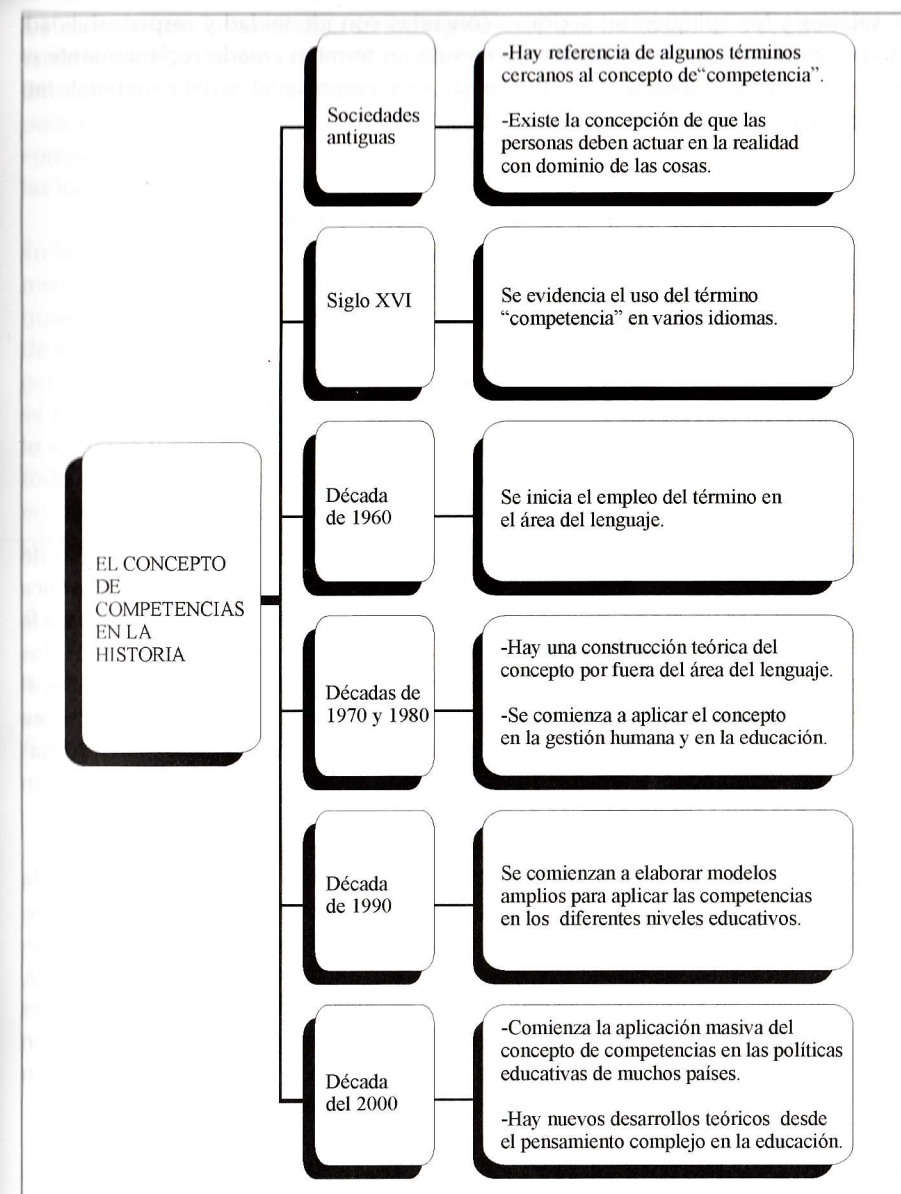 EL CONCEPTO
DE
COMPETENCIAS
EN LA
HISTORIA
Sociedades
antiguas
-Hay referencia de algunos términos
cercanos al concepto de“competencia”.
-Existe la concepción de que las
personas deben actuar en la realidad
con dominio de las cosas.
Siglo XVI
Se evidencia el uso del término
“competencia” en varios idiomas.
Década
de 1960
Se inicia el empleo del término en
el área del lenguaje.
Décadas de
1970 y 1980
-Hay una construcción teórica del
concepto por fuera del área del lenguaje.
-Se comienza a aplicar el concepto
en la gestión humana y en la educación.
Década
de 1990
Se comienzan a elaborar modelos
amplios para aplicar las competencias
en los diferentes niveles educativos.
Década
del 2000
-Comienza la aplicación masiva del
concepto de competencias en las políticas
educativas de muchos países.
-Hay nuevos desarrollos teóricos desde
el pensamiento complejo en la educación.